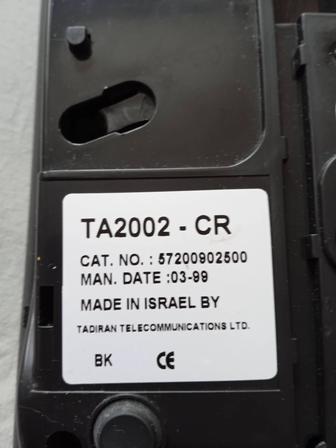 TA2002 - CR
CAT. NO. : 57200902500
MAN. DATE :03-99
MADE IN ISRAEL BY
TADIRAN TELECOMMUNICATIONS LTD.
BK CE